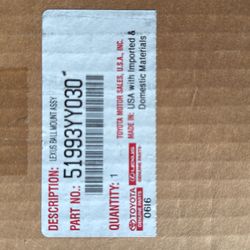 DESCRIPTION:
LEXUS BALL MOUNT ASSY
PART NO.:
51993YY030
QUANTITY: 1
TOYOTA MOTOR SALES, U.S.A., INC.
MADE IN: USA with Imported &
Domestic Materials
TOYOTA
LEXUS
0616